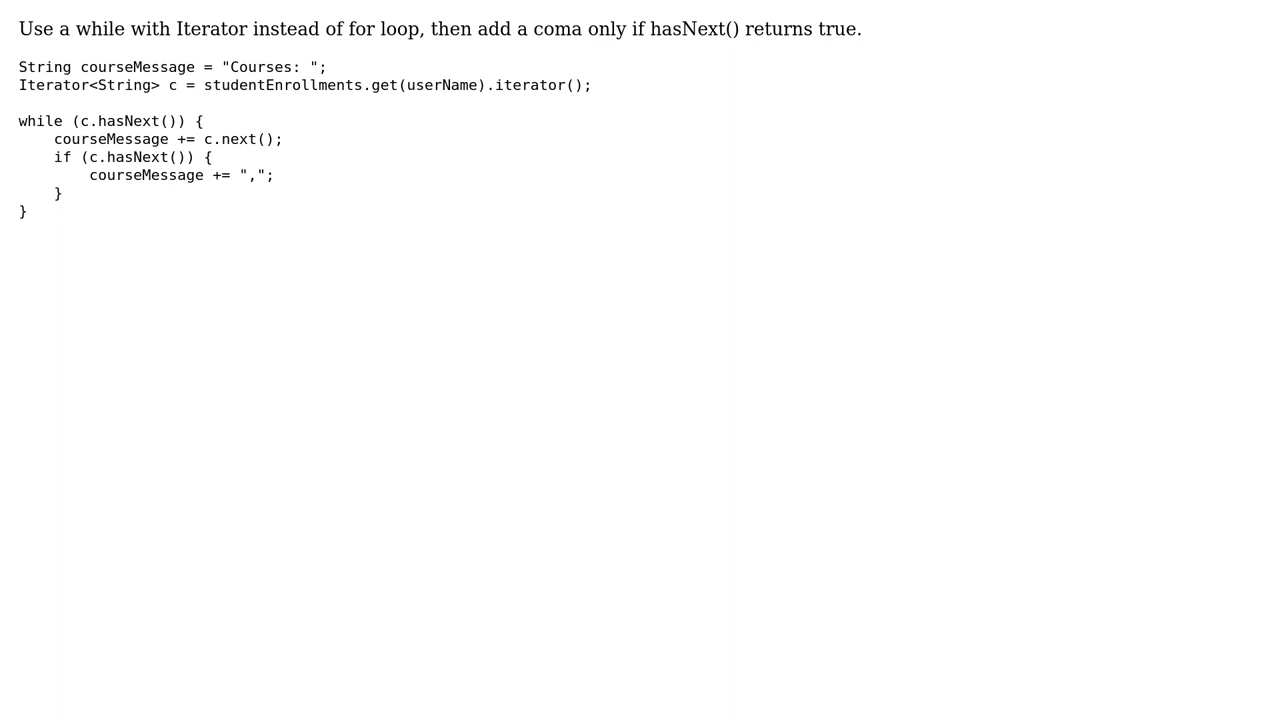 Use a while with Iterator instead of for loop, then add a coma only if hasNext() returns true.
String courseMessage = "Courses: ";
Iterator<String> c = studentEnrollments.get(userName).iterator();

while (c.hasNext()) {
    courseMessage += c.next();
    if (c.hasNext()) {
        courseMessage += ",";
    }
}